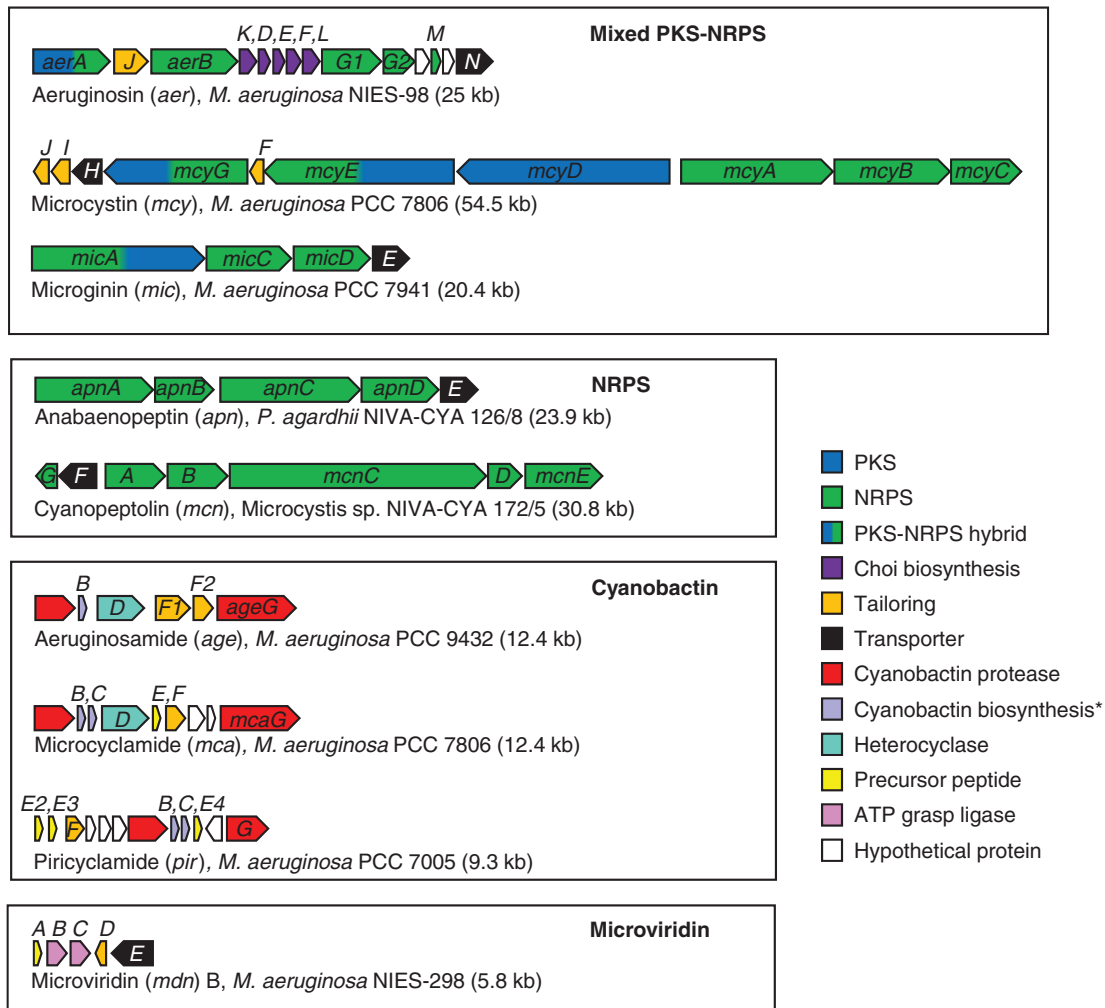 Mixed PKS-NRPS
K,D,E,F,L
M
aerA
J
aerB
G1
G2
N
Aeruginosin (aer), M. aeruginosa NIES-98 (25 kb)
J
I
F
H
mcyG
mcyE
mcyD
mcyA
mcyB
mcyC
Microcystin (mcy), M. aeruginosa PCC 7806 (54.5 kb)
micA
micC
micD
E
Microginin (mic), M. aeruginosa PCC 7941 (20.4 kb)
NRPS
apnA
apnB
apnC
apnD
E
Anabaenopeptin (apn), P. agardhii NIVA-CYA 126/8 (23.9 kb)
G
F
A
B
mcnC
D
mcnE
Cyanopeptolin (mcn), Microcystis sp. NIVA-CYA 172/5 (30.8 kb)
Cyanobactin
B
F2
D
F1
ageG
Aeruginosamide (age), M. aeruginosa PCC 9432 (12.4 kb)
B,C
E,F
D
mcaG
Microcyclamide (mca), M. aeruginosa PCC 7806 (12.4 kb)
E2,E3
B,C,E4
F
G
Piricyclamide (pir), M. aeruginosa PCC 7005 (9.3 kb)
Microviridin
A B C D
E
Microviridin (mdn) B, M. aeruginosa NIES-298 (5.8 kb)
PKS
NRPS
PKS-NRPS hybrid
Choi biosynthesis
Tailoring
Transporter
Cyanobactin protease
Cyanobactin biosynthesis*
Heterocyclase
Precursor peptide
ATP grasp ligase
Hypothetical protein